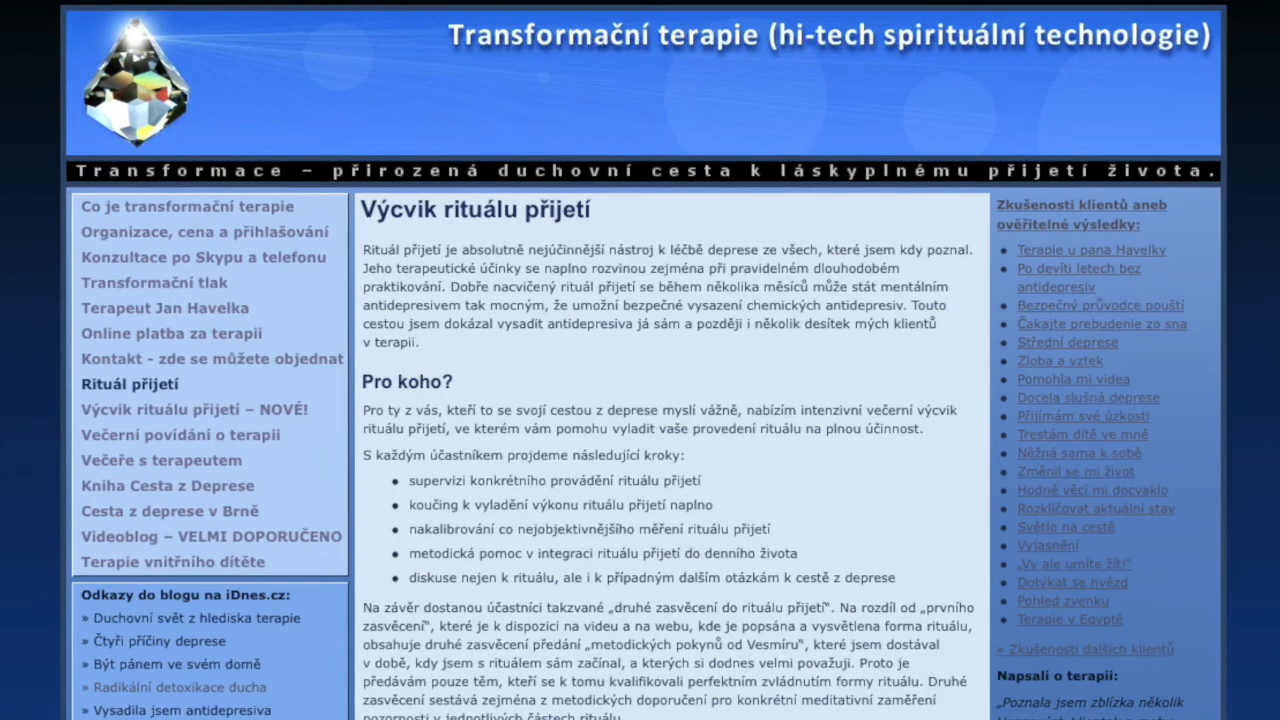 Transformační terapie (hi-tech spirituální technologie)
Transformace – přirozená duchovní cesta k láskyplnému přijetí života.
Co je transformační terapie
Organizace, cena a přihlašování
Konzultace po Skypu a telefonu
Transformační tlak
Terapeut Jan Havelka
Online platba za terapii
Kontakt - zde se můžete objednat
Rituál přijetí
Výcvik rituálu přijetí – NOVÉ!
Večerní povídání o terapii
Večeře s terapeutem
Kniha Cesta z Deprese
Cesta z deprese v Brně
Videoblog – VELMI DOPORUČENO
Terapie vnitřního dítěte
Odkazy do blogu na iDnes.cz:
» Duchovní svět z hlediska terapie
» Čtyři příčiny deprese
» Být pánem ve svém domě
» Radikální detoxikace ducha
» Vysadila jsem antidepresiva
Výcvik rituálu přijetí
Rituál přijetí je absolutně nejúčinnější nástroj k léčbě deprese ze všech, které jsem kdy poznal.
Jeho terapeutické účinky se naplno rozvinou zejména při pravidelném dlouhodobém
praktikování. Dobře nacvičený rituál přijetí se během několika měsíců může stát mentálním
antidepresivem tak mocným, že umožní bezpečné vysazení chemických antidepresiv. Touto
cestou jsem dokázal vysadit antidepresiva já sám a později i několik desítek mých klientů
v terapii.
Pro koho?
Pro ty z vás, kteří to se svojí cestou z deprese myslí vážně, nabízím intenzivní večerní výcvik
rituálu přijetí, ve kterém vám pomohu vyladit vaše provedení rituálu na plnou účinnost.
S každým účastníkem projdeme následující kroky:
• supervizi konkrétního provádění rituálu přijetí
• koučing k vyladění výkonu rituálu přijetí naplno
• nakalibrování co nejobjektivnějšího měření rituálu přijetí
• metodická pomoc v integraci rituálu přijetí do denního života
• diskuse nejen k rituálu, ale i k případným dalším otázkám k cestě z deprese
Na závěr dostanou účastníci takzvané „druhé zasvěcení do rituálu přijetí“. Na rozdíl od „prvního
zasvěcení“, které je k dispozici na videu a na webu, kde je popsána a vysvětlena forma rituálu,
obsahuje druhé zasvěcení předání „metodických pokynů od Vesmíru“, které jsem dostával
v době, kdy jsem s rituálem sám začínal, a kterých si dodnes velmi považuji. Proto je
předávám pouze těm, kteří se k tomu kvalifikovali perfektním zvládnutím formy rituálu. Druhé
zasvěcení sestává zejména z metodických doporučení pro konkrétní meditativní zaměření
pozornosti v jednotlivých částech rituálu.
Zkušenosti klientů aneb
ověřitelné výsledky:
• Terapie u pana Havelky
• Po devíti letech bez
antidepresiv
• Bezpečný průvodce pouští
• Čakajte prebudenie zo sna
• Střední deprese
• Zloba a vztek
• Pomohla mi videa
• Docela slušná deprese
• Přijímám své úzkosti
• Trestám dítě ve mně
• Něžná sama k sobě
• Změnil se mi život
• Hodně věcí mi docvaklo
• Rozklíčovat aktuální stav
• Světlo na cestě
• Vyjasnění
• „Vy ale umíte žít!“
• Dotýkat se hvězd
• Pohled zvenku
• Terapie v Egyptě
» Zkušenosti dalších klientů
Napsali o terapii:
„Poznala jsem zblízka několik